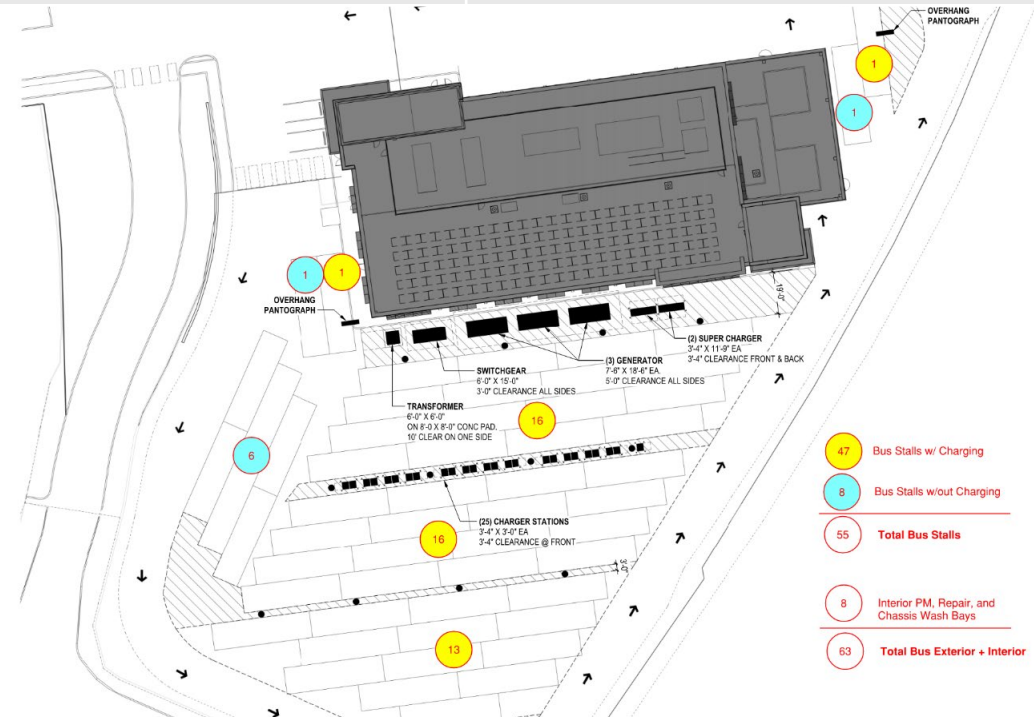 OVERHANG
PANTOGRAPH
1
1
1
1
OVERHANG
PANTOGRAPH
19'-0"
(2) SUPER CHARGER
3'-4" X 11'-9" EA
3'-4" CLEARANCE FRONT & BACK
(3) GENERATOR
7'-6" X 18'-6" EA.
5'-0" CLEARANCE ALL SIDES
SWITCHGEAR
6'-0" X 15'-0"
3'-0" CLEARANCE ALL SIDES
TRANSFORMER
6'-0" X 6'-0"
ON 8'-0 X 8'-0" CONC PAD.
10' CLEAR ON ONE SIDE
16
6
(25) CHARGER STATIONS
3'-4" X 3'-0" EA
3'-4" CLEARANCE @ FRONT
16
3'-0"
13
47 Bus Stalls w/ Charging
8 Bus Stalls w/out Charging
55 Total Bus Stalls
8 Interior PM, Repair, and
Chassis Wash Bays
63 Total Bus Exterior + Interior